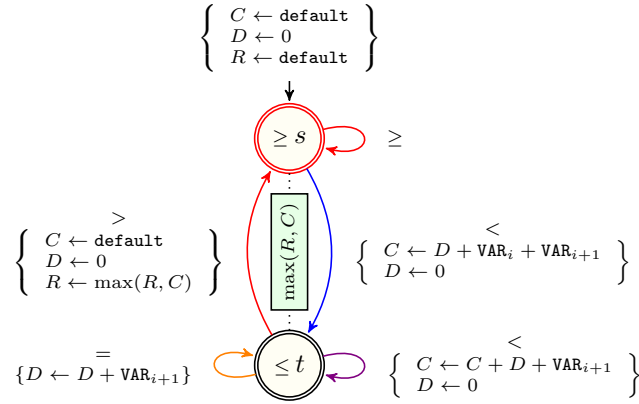 C ← default
D ← 0
R ← default
≥ s
≥
>
C ← default
D ← 0
R ← max(R, C)
max(R, C)
<
C ← D + VAR_i + VAR_{i+1}
D ← 0
=
{D ← D + VAR_{i+1}}
≤ t
<
C ← C + D + VAR_{i+1}
D ← 0